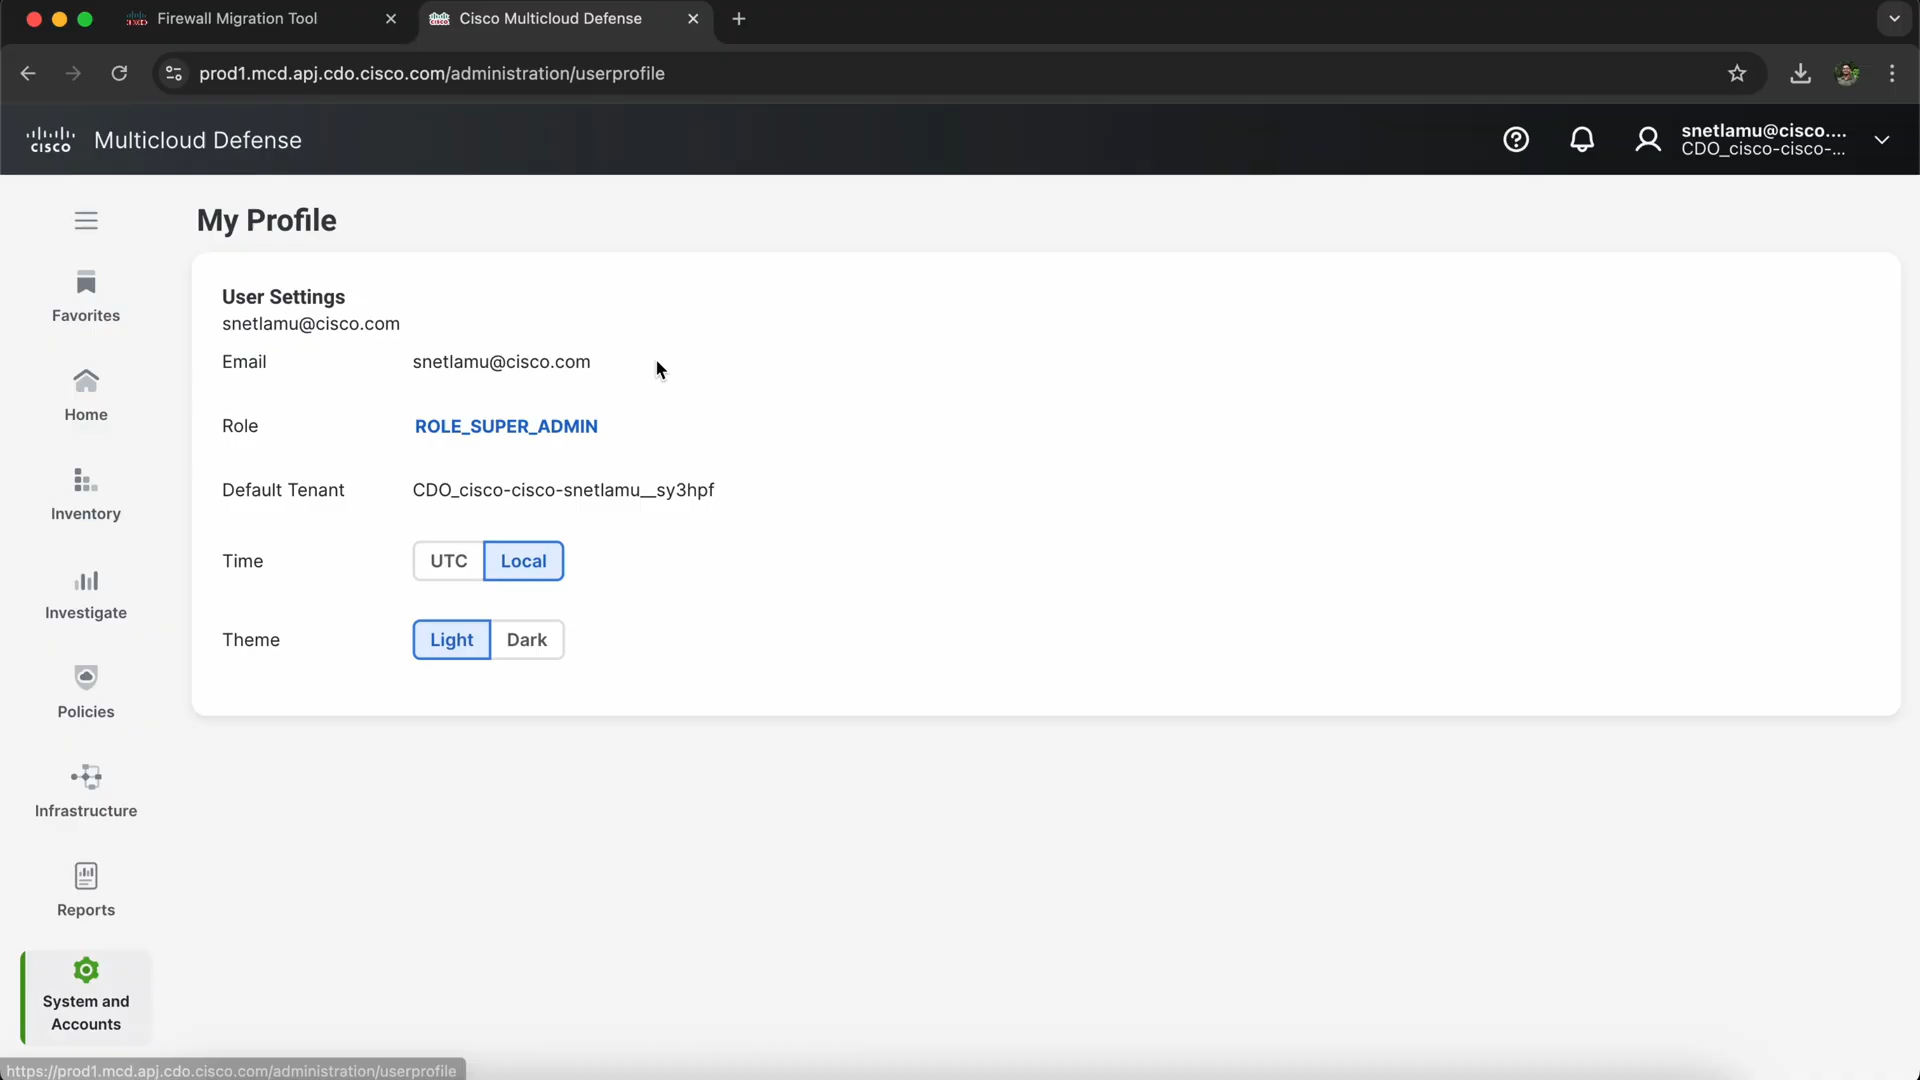 Firewall Migration Tool
Cisco Multicloud Defense
prod1.mcd.apj.cdo.cisco.com/administration/userprofile
cisco
Multicloud Defense
snetlamu@cisco....
CDO_cisco-cisco-...
My Profile
Favorites
Home
Inventory
Investigate
Policies
Infrastructure
Reports
System and
Accounts
User Settings
snetlamu@cisco.com
Email snetlamu@cisco.com
Role ROLE_SUPER_ADMIN
Default Tenant CDO_cisco-cisco-snetlamu__sy3hpf
Time UTC Local
Theme Light Dark
https://prod1.mcd.apj.cdo.cisco.com/administration/userprofile